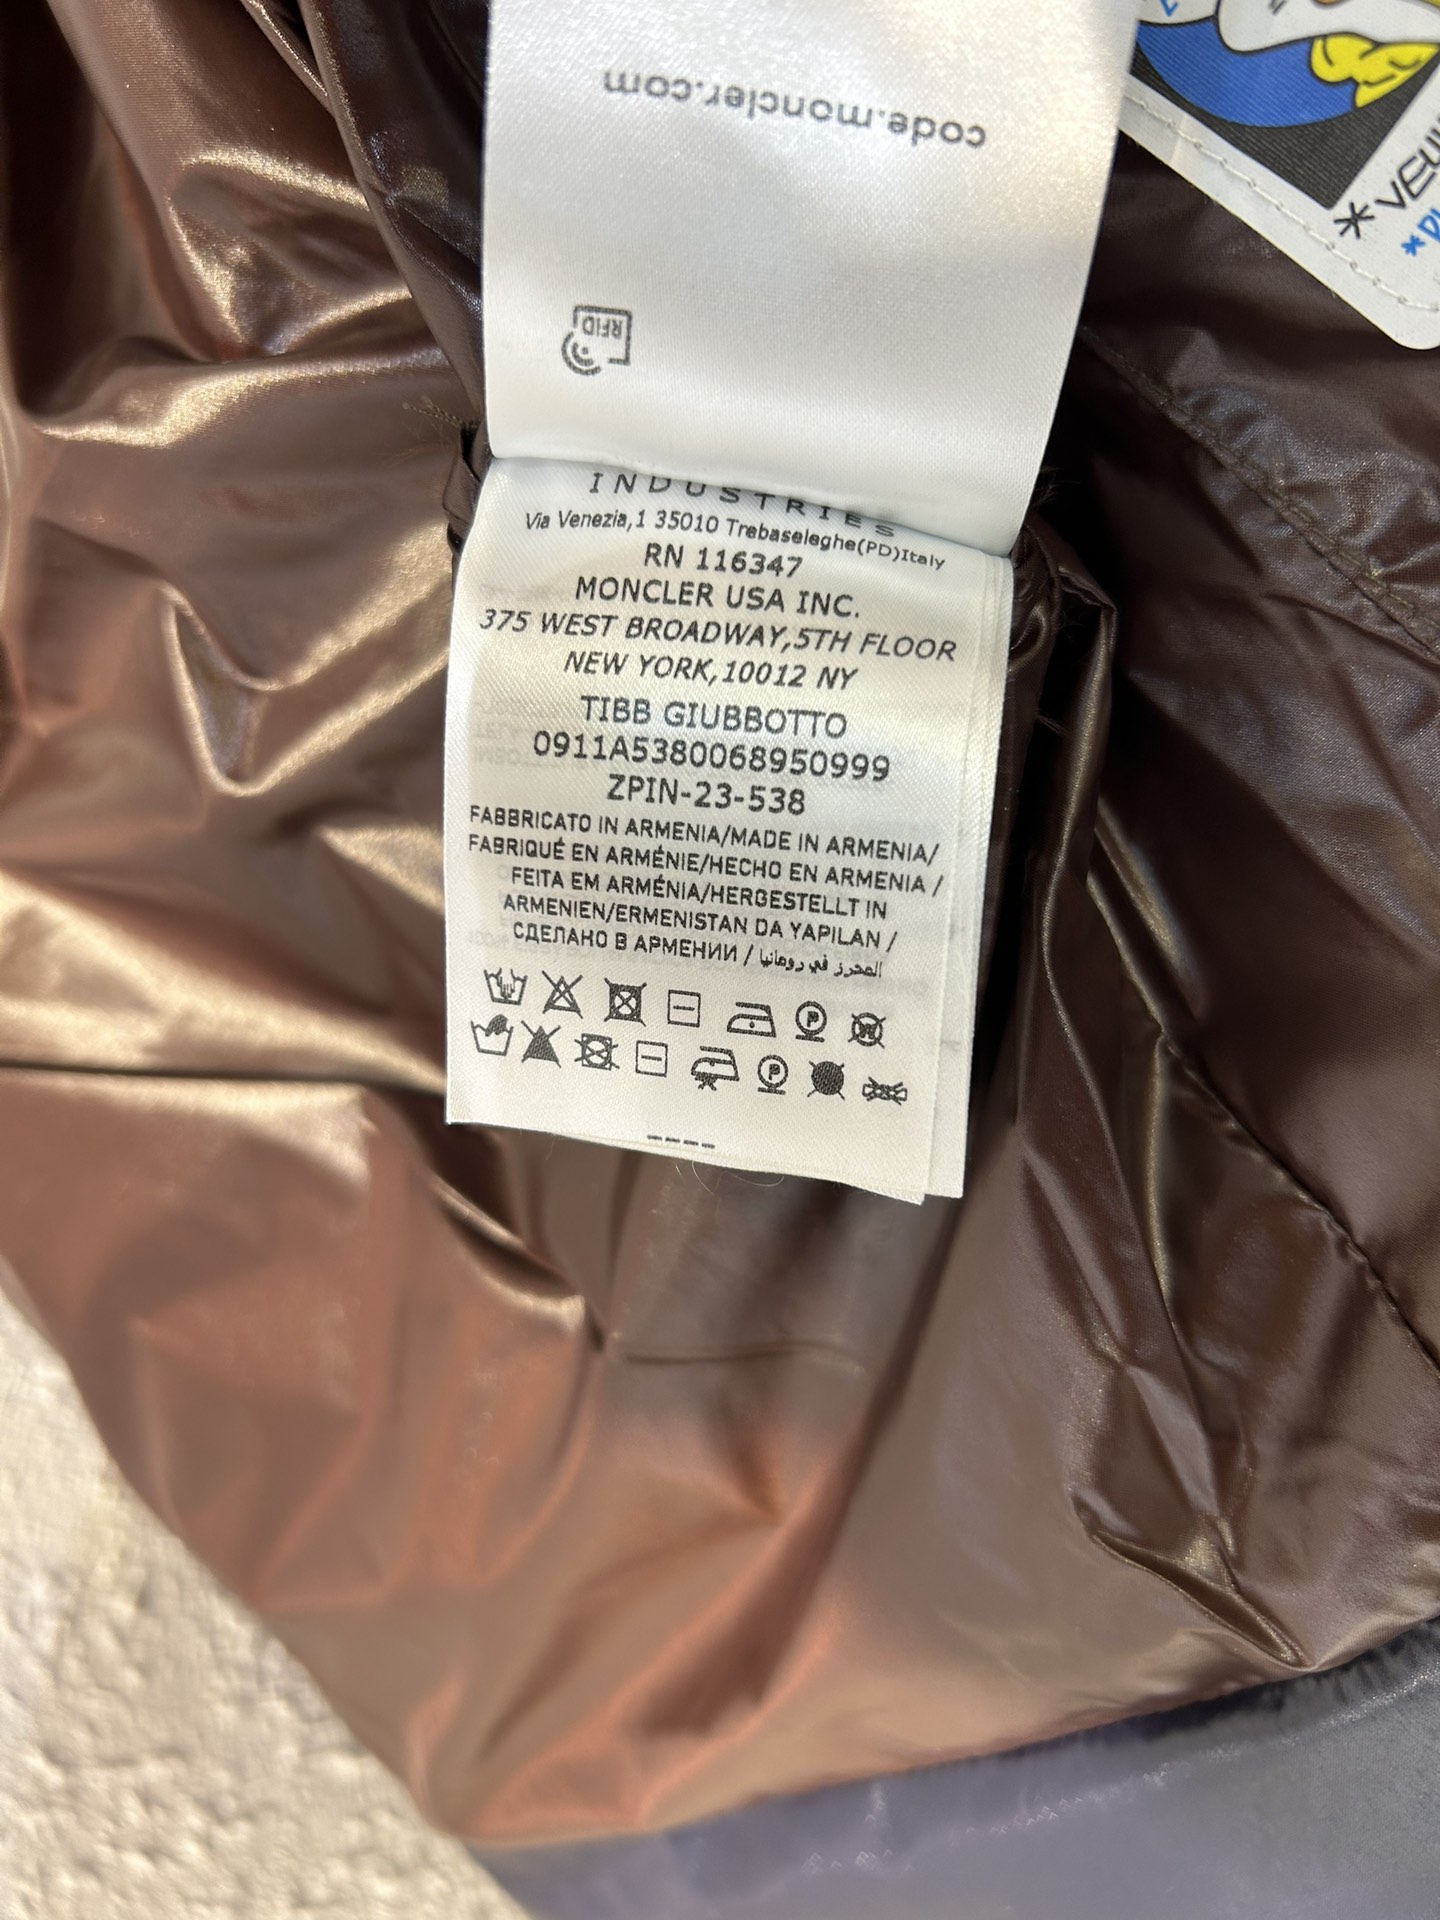 code.moncler.com
RFID
INDUSTRIES
Via Venezia,1 35010 Trebaseleghe(PD)Italy
RN 116347
MONCLER USA INC.
375 WEST BROADWAY,5TH FLOOR
NEW YORK,10012 NY
TIBB GIUBBOTTO
0911A5380068950999
ZPIN-23-538
FABBRICATO IN ARMENIA/MADE IN ARMENIA/
FABRIQUÉ EN ARMÉNIE/HECHO EN ARMENIA /
FEITA EM ARMÉNIA/HERGESTELLT IN
ARMENIEN/ERMENISTAN DA YAPILAN /
СДЕЛАНО В АРМЕНИИ / المحرز في رومانيا
P W
P